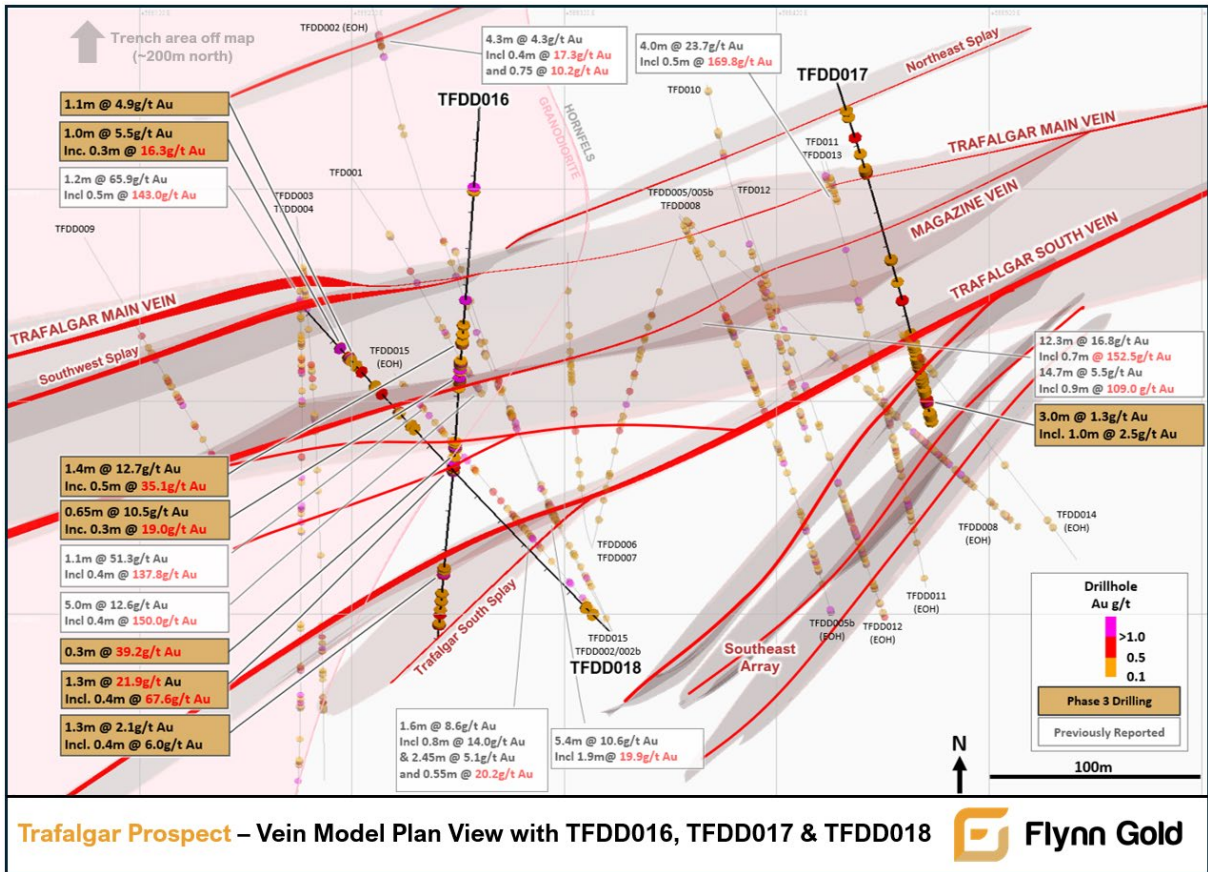 Trench area off map
(~200m north)
TFDD002 (EOH)
4.3m @ 4.3g/t Au
Incl 0.4m @ 17.3g/t Au
and 0.75 @ 10.2g/t Au
4.0m @ 23.7g/t Au
Incl 0.5m @ 169.8g/t Au
TFDD017
Northeast Splay
TFDD016
HORNFELS
GRANODIORITE
TFD010
1.1m @ 4.9g/t Au
1.0m @ 5.5g/t Au
Inc. 0.3m @ 16.3g/t Au
1.2m @ 65.9g/t Au
Incl 0.5m @ 143.0g/t Au
TFD001
TFDD003
TFDD004
TFD011
TFDD013
TFDD005/005b
TFDD008
TFD012
TRAFALGAR MAIN VEIN
MAGAZINE VEIN
TRAFALGAR SOUTH VEIN
TFDD009
TRAFALGAR MAIN VEIN
Southwest Splay
TFDD015
(EOH)
12.3m @ 16.8g/t Au
Incl 0.7m @ 152.5g/t Au
14.7m @ 5.5g/t Au
Incl 0.9m @ 109.0 g/t Au
3.0m @ 1.3g/t Au
Incl. 1.0m @ 2.5g/t Au
1.4m @ 12.7g/t Au
Inc. 0.5m @ 35.1g/t Au
0.65m @ 10.5g/t Au
Inc. 0.3m @ 19.0g/t Au
1.1m @ 51.3g/t Au
Incl 0.4m @ 137.8g/t Au
5.0m @ 12.6g/t Au
Incl 0.4m @ 150.0g/t Au
0.3m @ 39.2g/t Au
1.3m @ 21.9g/t Au
Incl. 0.4m @ 67.6g/t Au
1.3m @ 2.1g/t Au
Incl. 0.4m @ 6.0g/t Au
TFDD006
TFDD007
TFDD008
(EOH)
TFDD014
(EOH)
TFDD011
(EOH)
TFDD005b
(EOH)
TFDD012
(EOH)
TFDD015
TFDD002/002b
TFDD018
Trafalgar South Splay
Southeast
Array
1.6m @ 8.6g/t Au
Incl 0.8m @ 14.0g/t Au
& 2.45m @ 5.1g/t Au
and 0.55m @ 20.2g/t Au
5.4m @ 10.6g/t Au
Incl 1.9m@ 19.9g/t Au
Drillhole
Au g/t
>1.0
0.5
0.1
Phase 3 Drilling
Previously Reported
N
100m
Trafalgar Prospect – Vein Model Plan View with TFDD016, TFDD017 & TFDD018
Flynn Gold